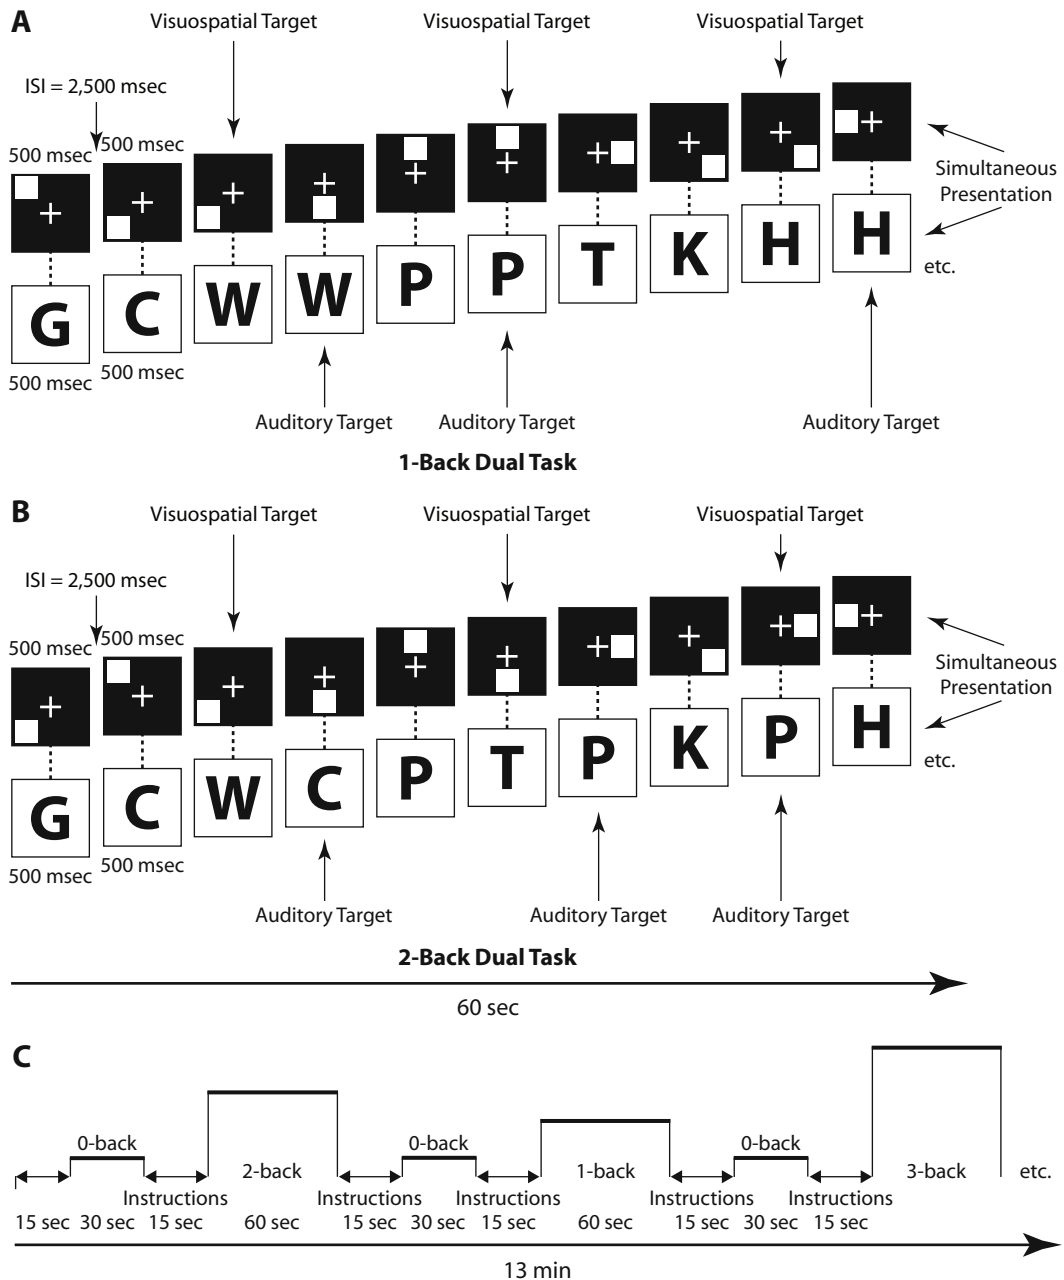 A
Visuospatial Target
Visuospatial Target
Visuospatial Target
ISI = 2,500 msec
500 msec
500 msec
Simultaneous
Presentation
G
C
W
W
P
P
T
K
H
H
etc.
500 msec
500 msec
Auditory Target
Auditory Target
Auditory Target
1-Back Dual Task
B
Visuospatial Target
Visuospatial Target
Visuospatial Target
ISI = 2,500 msec
500 msec
500 msec
Simultaneous
Presentation
G
C
W
C
P
T
P
K
P
H
etc.
500 msec
500 msec
Auditory Target
Auditory Target
Auditory Target
2-Back Dual Task
60 sec
C
0-back
0-back
0-back
2-back
1-back
3-back
etc.
Instructions
Instructions
Instructions
Instructions
Instructions
15 sec
30 sec
15 sec
60 sec
15 sec
30 sec
15 sec
60 sec
15 sec
30 sec
15 sec
13 min